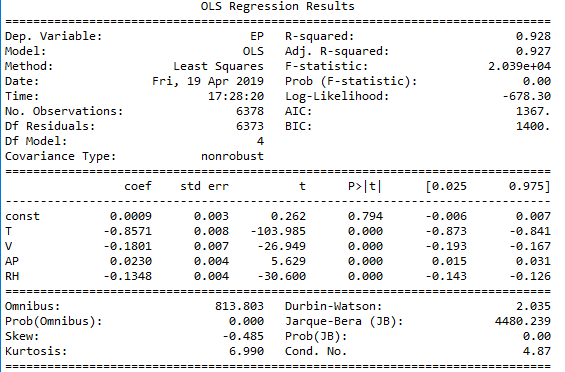 OLS Regression Results
==============================================================================
Dep. Variable:                     EP   R-squared:                       0.928
Model:                            OLS   Adj. R-squared:                  0.927
Method:                 Least Squares   F-statistic:                 2.039e+04
Date:                Fri, 19 Apr 2019   Prob (F-statistic):               0.00
Time:                        17:28:20   Log-Likelihood:                -678.30
No. Observations:                6378   AIC:                             1367.
Df Residuals:                    6373   BIC:                             1400.
Df Model:                           4
Covariance Type:            nonrobust
==============================================================================
coef    std err          t      P>|t|      [0.025      0.975]
------------------------------------------------------------------------------
const          0.0009      0.003      0.262      0.794      -0.006       0.007
T             -0.8571      0.008   -103.985      0.000      -0.873      -0.841
V             -0.1801      0.007    -26.949      0.000      -0.193      -0.167
AP             0.0230      0.004      5.629      0.000       0.015       0.031
RH            -0.1348      0.004    -30.600      0.000      -0.143      -0.126
==============================================================================
Omnibus:                      813.803   Durbin-Watson:                   2.035
Prob(Omnibus):                  0.000   Jarque-Bera (JB):             4480.239
Skew:                          -0.485   Prob(JB):                         0.00
Kurtosis:                       6.990   Cond. No.                         4.87
==============================================================================